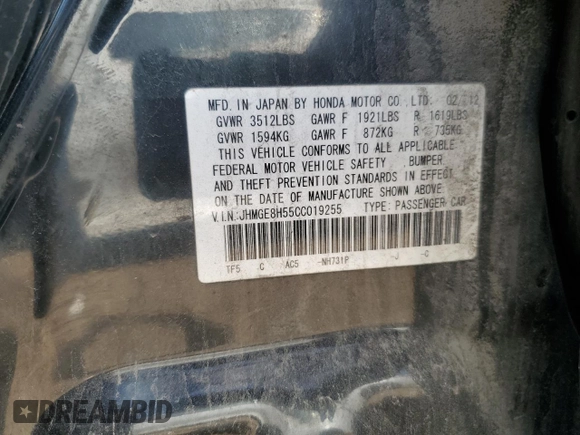 MFD. IN JAPAN BY HONDA MOTOR CO.,LTD. 02/12
GVWR 3512LBS GAWR F 1921LBS R 1619LBS
GVWR 1594KG GAWR F 872KG R 735KG
THIS VEHICLE CONFORMS TO ALL APPLICABLE
FEDERAL MOTOR VEHICLE SAFETY , BUMPER ,
AND THEFT PREVENTION STANDARDS IN EFFECT
ON THE DATE OF MANUFACTURE SHOWN ABOVE.
V.I.N:JHMGE8H55CC019255 TYPE: PASSENGER CAR
TF5 C AC5 -NH731P -J -C
DREAMBID